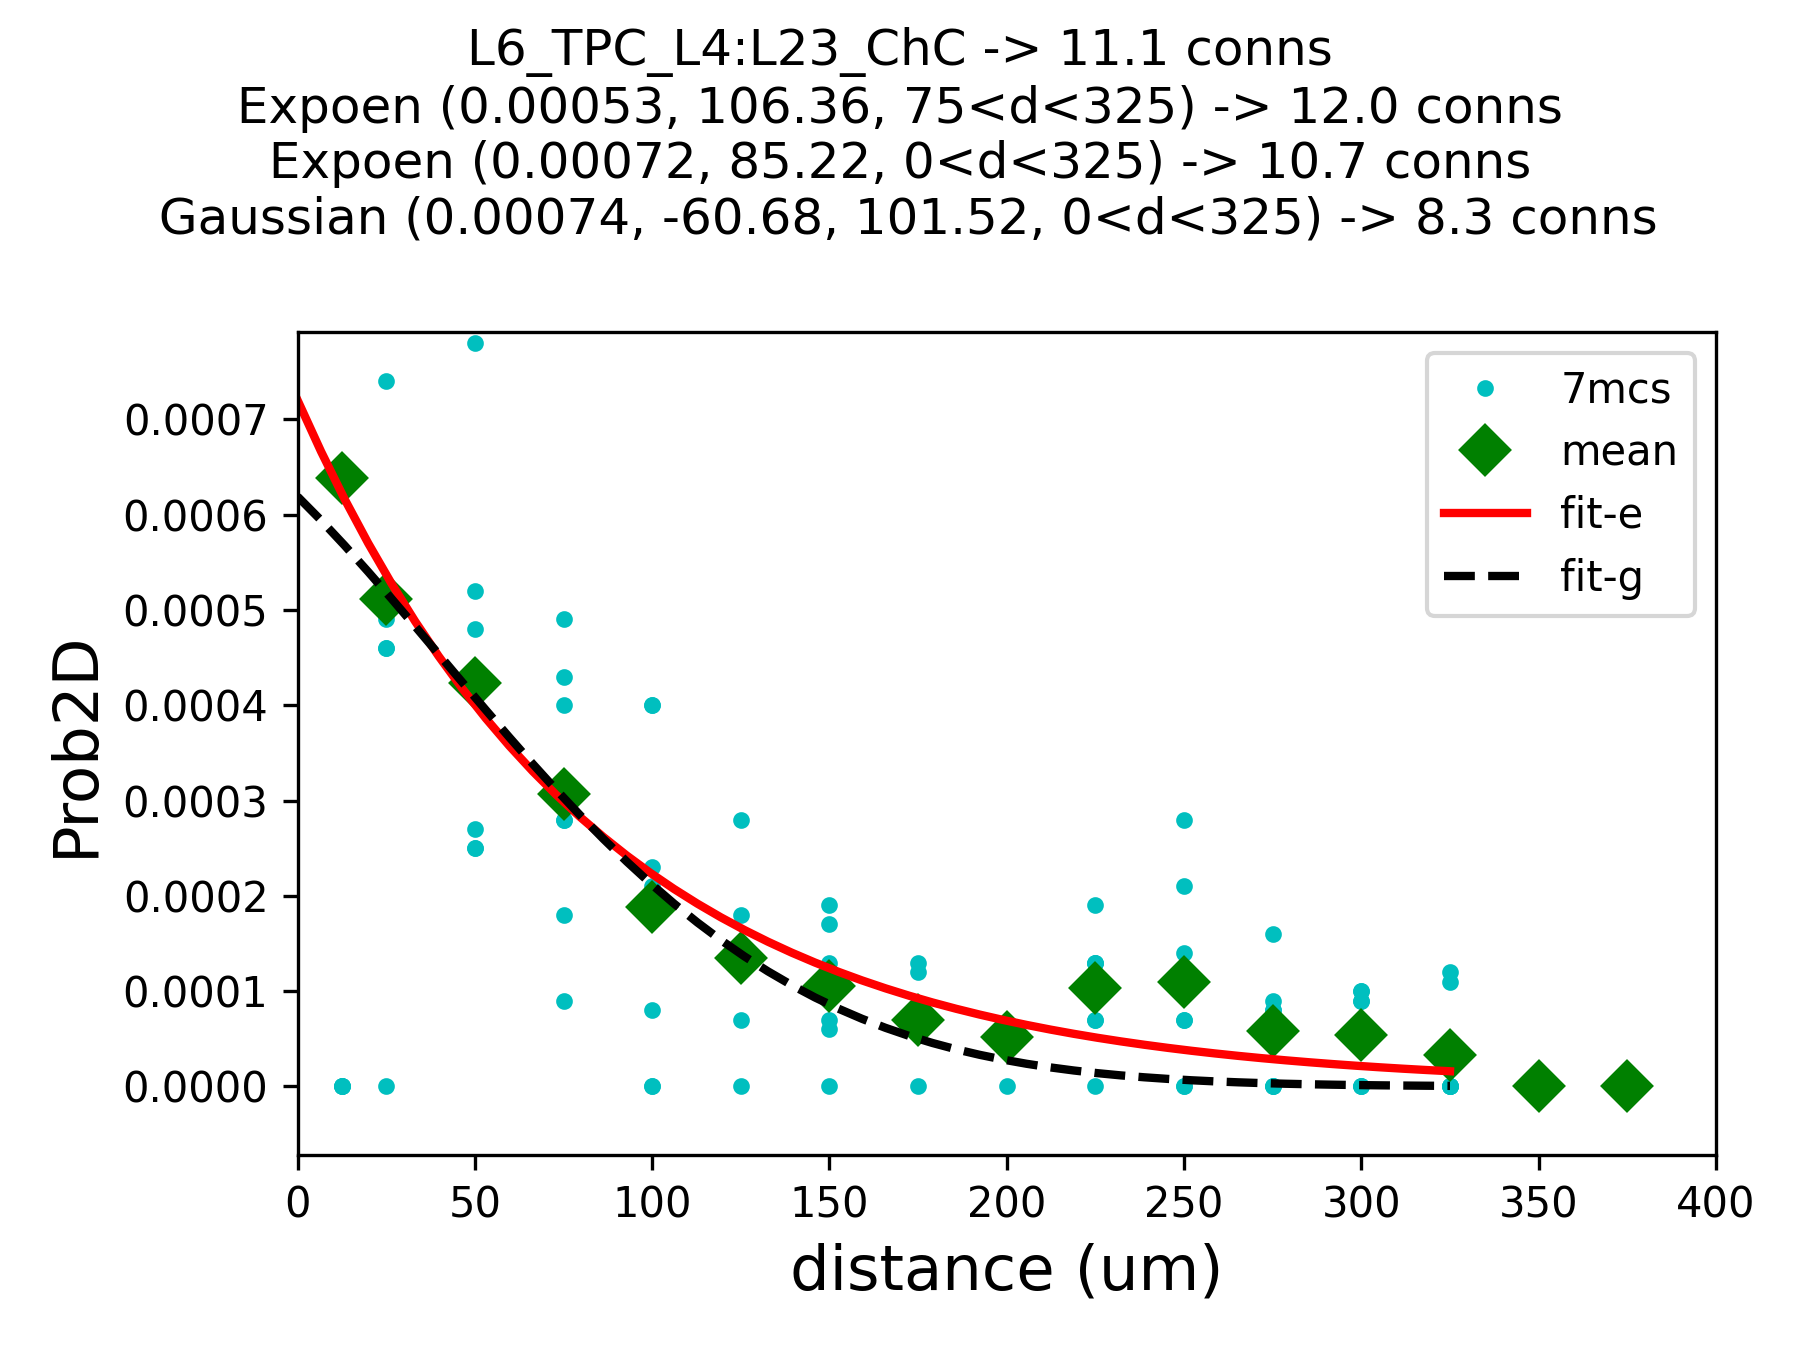 L6_TPC_L4:L23_ChC -> 11.1 conns
Expoen (0.00053, 106.36, 75<d<325) -> 12.0 conns
Expoen (0.00072, 85.22, 0<d<325) -> 10.7 conns
Gaussian (0.00074, -60.68, 101.52, 0<d<325) -> 8.3 conns
7mcs
mean
fit-e
fit-g
Prob2D
0.0007
0.0006
0.0005
0.0004
0.0003
0.0002
0.0001
0.0000
0 50 100 150 200 250 300 350 400
distance (um)